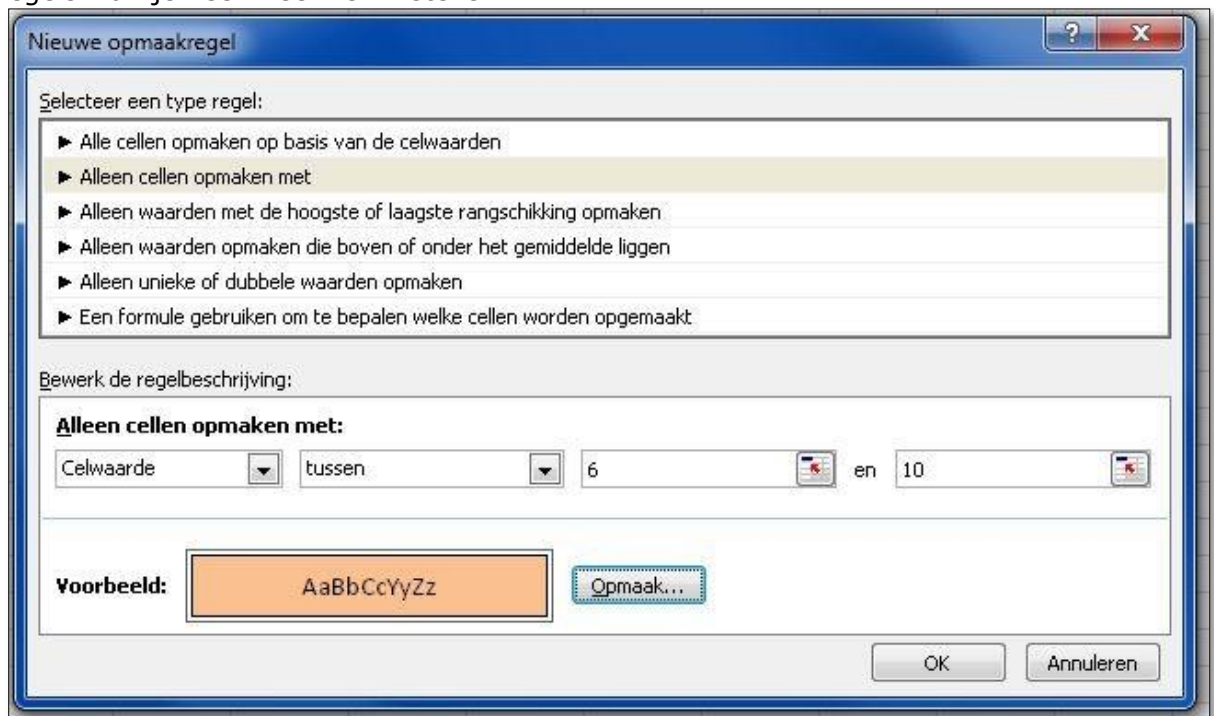 Nieuwe opmaakregel
?
X
Selecteer een type regel:
► Alle cellen opmaken op basis van de celwaarden
► Alleen cellen opmaken met
► Alleen waarden met de hoogste of laagste rangschikking opmaken
► Alleen waarden opmaken die boven of onder het gemiddelde liggen
► Alleen unieke of dubbele waarden opmaken
► Een formule gebruiken om te bepalen welke cellen worden opgemaakt
Bewerk de regelbeschrijving:
Alleen cellen opmaken met:
Celwaarde tussen 6 en 10
Voorbeeld: AaBbCcYyZz Opmaak...
OK Annuleren